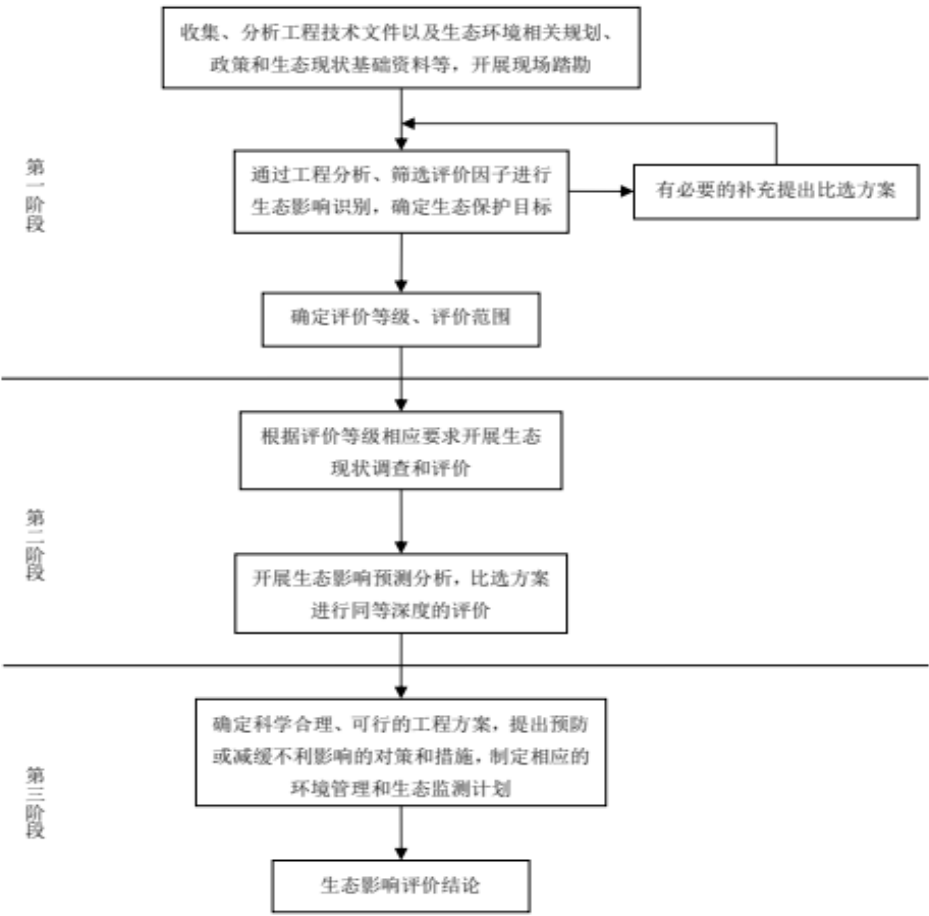 收集、分析工程技术文件以及生态环境相关规划、
政策和生态现状基础资料等，开展现场踏勘
第一阶段
通过工程分析、筛选评价因子进行
生态影响识别，确定生态保护目标
有必要的补充提出比选方案
确定评价等级、评价范围
根据评价等级相应要求开展生态
现状调查和评价
第二阶段
开展生态影响预测分析，比选方案
进行同等深度的评价
确定科学合理、可行的工程方案，提出预防
或减缓不利影响的对策和措施，制定相应的
环境管理和生态监测计划
第三阶段
生态影响评价结论